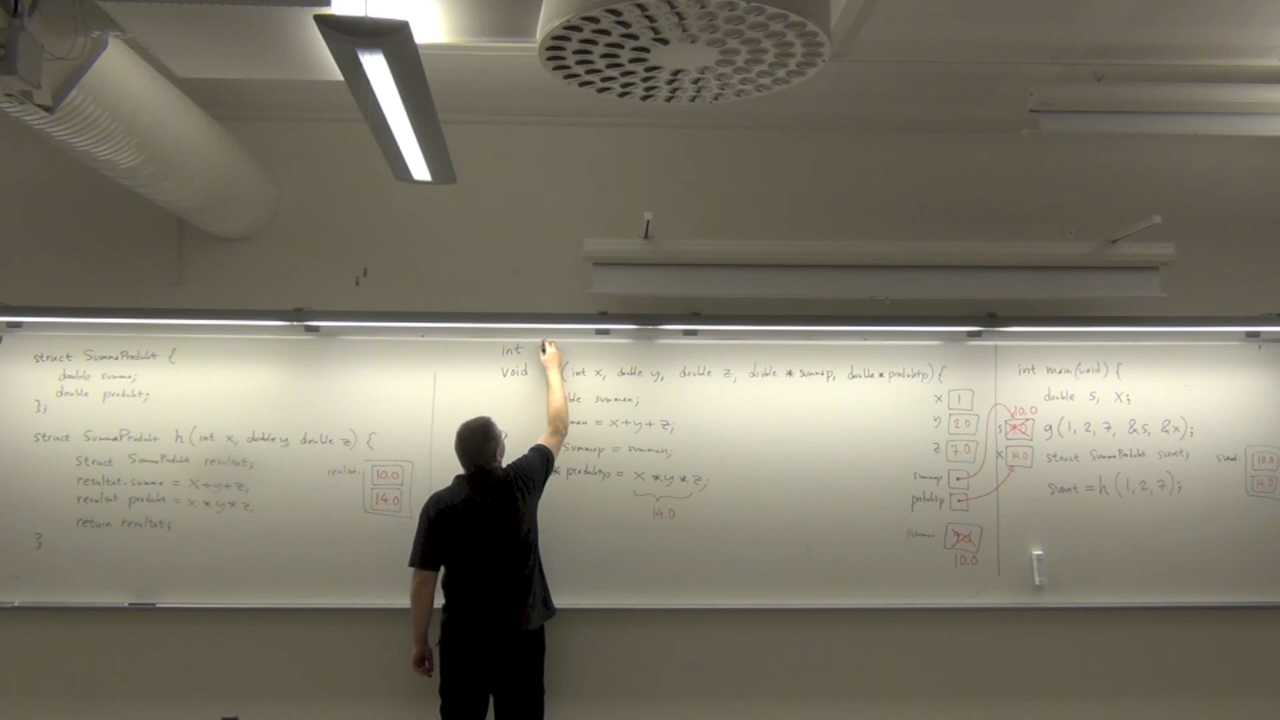 struct SummaProdukt {
double summa;
double produkt;
};
struct SummaProdukt h (int x, double y, double z) {
struct SummaProdukt resultat;
resultat.summa = x+y+z;
resultat.produkt = x*y*z;
return resultat;
}
resultat:
10.0
14.0
int
void (int x, double y, double z, double * summap, double * produktp) {
summan;
= x+y+z;
summap = summan;
* produktp = x*y*z;
14.0
x 1
y 2.0
z 7.0
summap
produktp
summan
10.0
int main(void) {
double s, x;
10.0
s
x 14.0
g(1, 2, 7, &s, &x);
struct SummaProdukt svaret;
svaret = h (1, 2, 7);
svaret
10.0
14.0